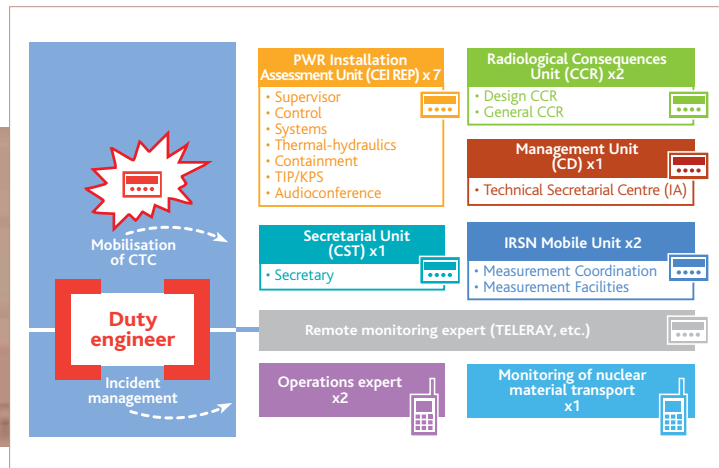 Mobilisation
of CTC
Duty
engineer
Incident
management
PWR Installation
Assessment Unit (CEI REP) x 7
• Supervisor
• Control
• Systems
• Thermal-hydraulics
• Containment
• TIP/KPS
• Audioconference
Radiological Consequences
Unit (CCR) x2
• Design CCR
• General CCR
Management Unit
(CD) x1
• Technical Secretarial Centre (IA)
Secretarial Unit
(CST) x1
• Secretary
IRSN Mobile Unit x2
• Measurement Coordination
• Measurement Facilities
Remote monitoring expert (TELERAY, etc.)
Operations expert
x2
Monitoring of nuclear
material transport
x1